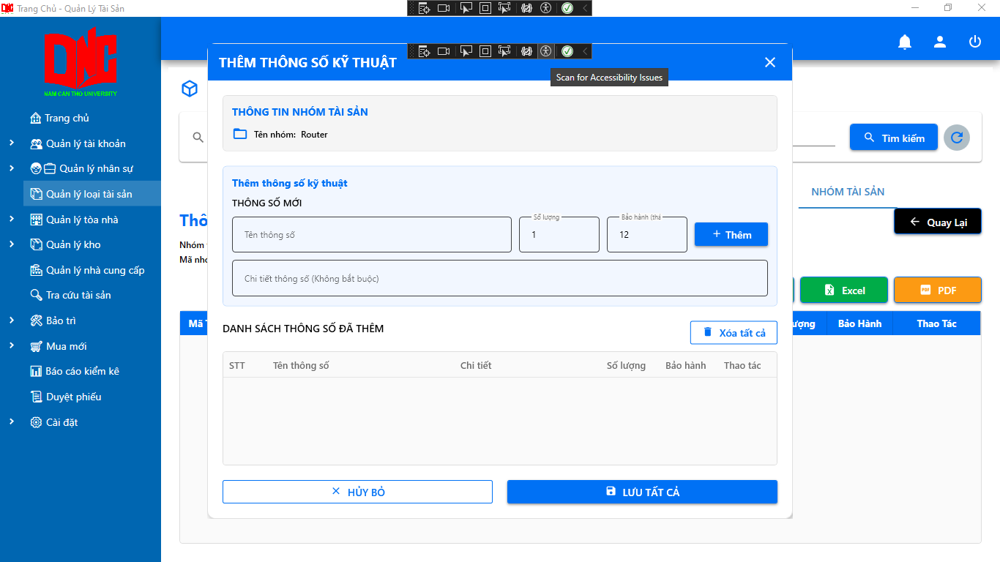 Trang Chủ - Quản Lý Tài Sản
DNC
NAM CAN THO UNIVERSITY
Trang chủ
Quản lý tài khoản
Quản lý nhân sự
Quản lý loại tài sản
Quản lý tòa nhà
Quản lý kho
Quản lý nhà cung cấp
Tra cứu tài sản
Bảo trì
Mua mới
Báo cáo kiểm kê
Duyệt phiếu
Cài đặt
THÊM THÔNG SỐ KỸ THUẬT
Scan for Accessibility Issues
THÔNG TIN NHÓM TÀI SẢN
Tên nhóm: Router
Thêm thông số kỹ thuật
THÔNG SỐ MỚI
Tên thông số
Số lượng
1
Bảo hành (thá
12
Thêm
Chi tiết thông số (Không bắt buộc)
DANH SÁCH THÔNG SỐ ĐÃ THÊM
Xóa tất cả
STT Tên thông số Chi tiết Số lượng Bảo hành Thao tác
HỦY BỎ
LƯU TẤT CẢ
Tìm kiếm
NHÓM TÀI SẢN
Thô
Quay Lại
Nhóm
Mã nhó
Excel
PDF
Mã T
ượng Bảo Hành Thao Tác